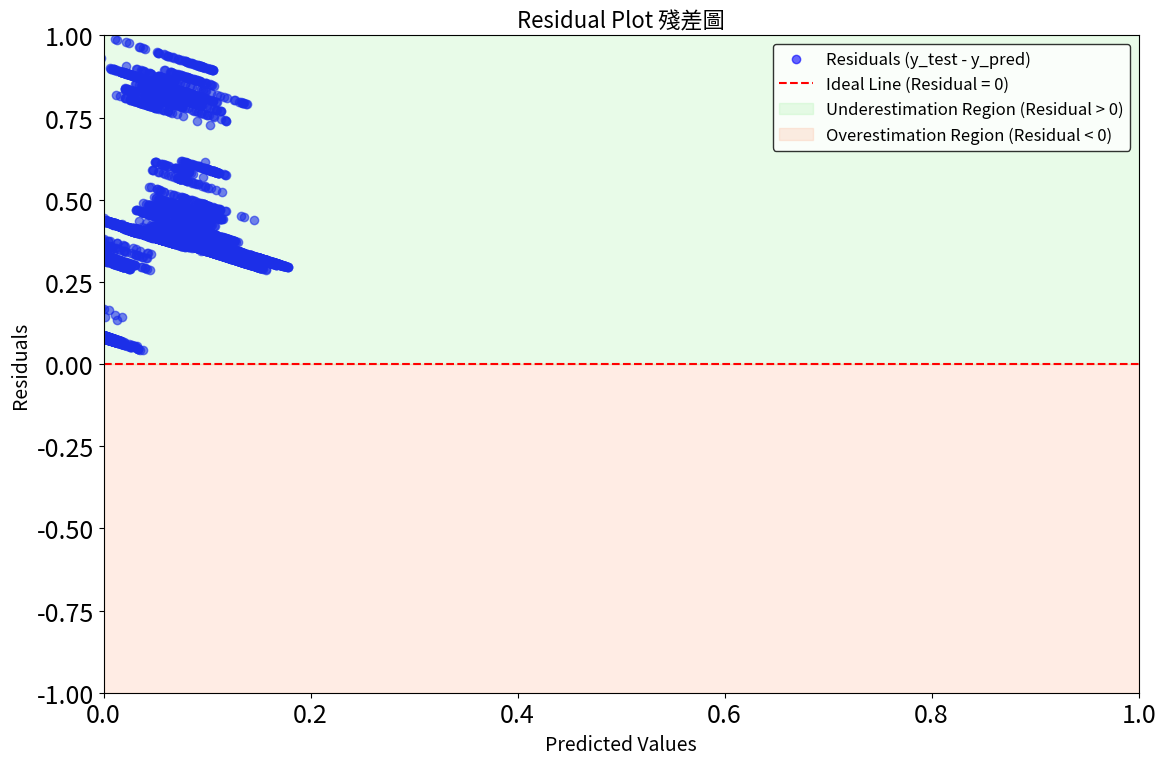 Residual Plot 殘差圖
Residuals (y_test - y_pred)
Ideal Line (Residual = 0)
Underestimation Region (Residual > 0)
Overestimation Region (Residual < 0)
1.00
0.75
0.50
0.25
0.00
-0.25
-0.50
-0.75
-1.00
Residuals
0.0 0.2 0.4 0.6 0.8 1.0
Predicted Values